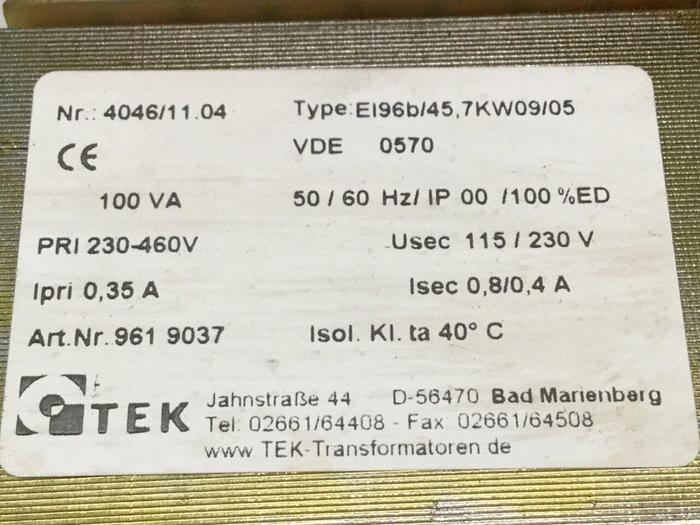 Nr.: 4046/11.04 Type: EI96b/45,7KW09/05
CE VDE 0570
100 VA 50 / 60 Hz/ IP 00 /100 %ED
PRI 230-460V Usec 115 / 230 V
Ipri 0,35 A Isec 0,8/0,4 A
Art.Nr. 961 9037 Isol. Kl. ta 40° C
TEK Jahnstraße 44 D-56470 Bad Marienberg
Tel: 02661/64408 - Fax 02661/64508
www TEK-Transformatoren de